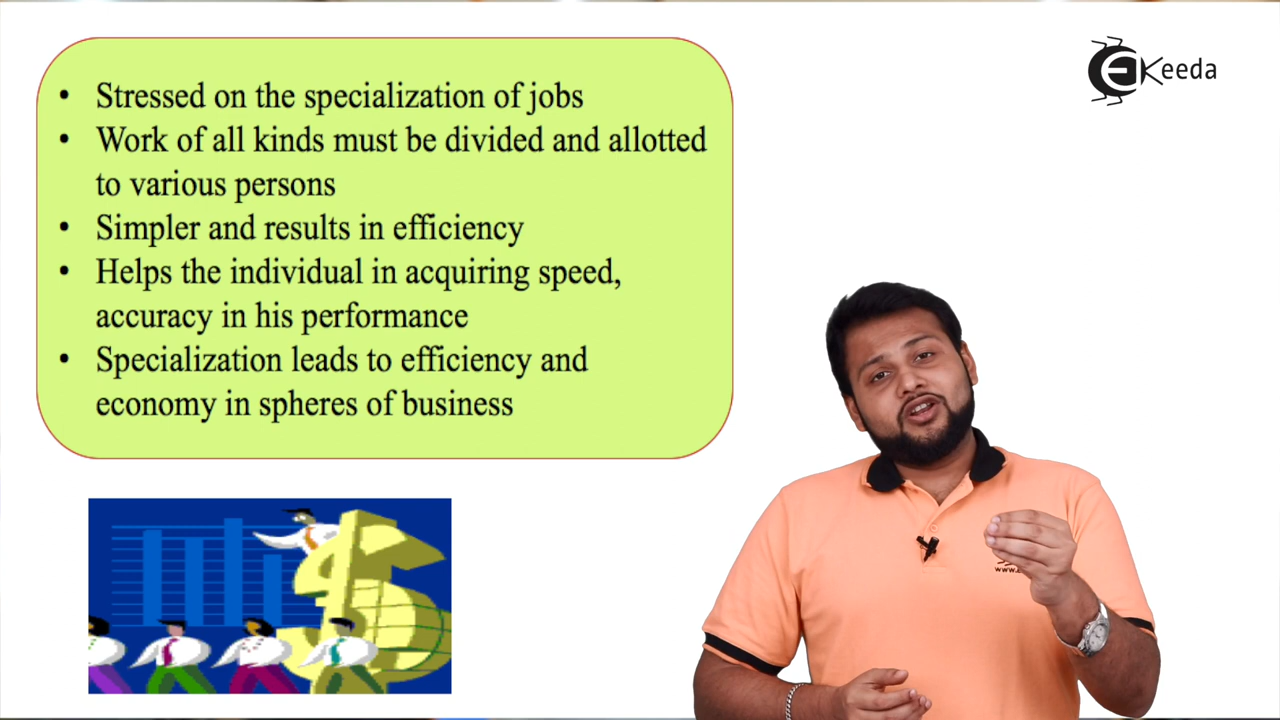 • Stressed on the specialization of jobs
• Work of all kinds must be divided and allotted
to various persons
• Simpler and results in efficiency
• Helps the individual in acquiring speed,
accuracy in his performance
• Specialization leads to efficiency and
economy in spheres of business
EKeeda